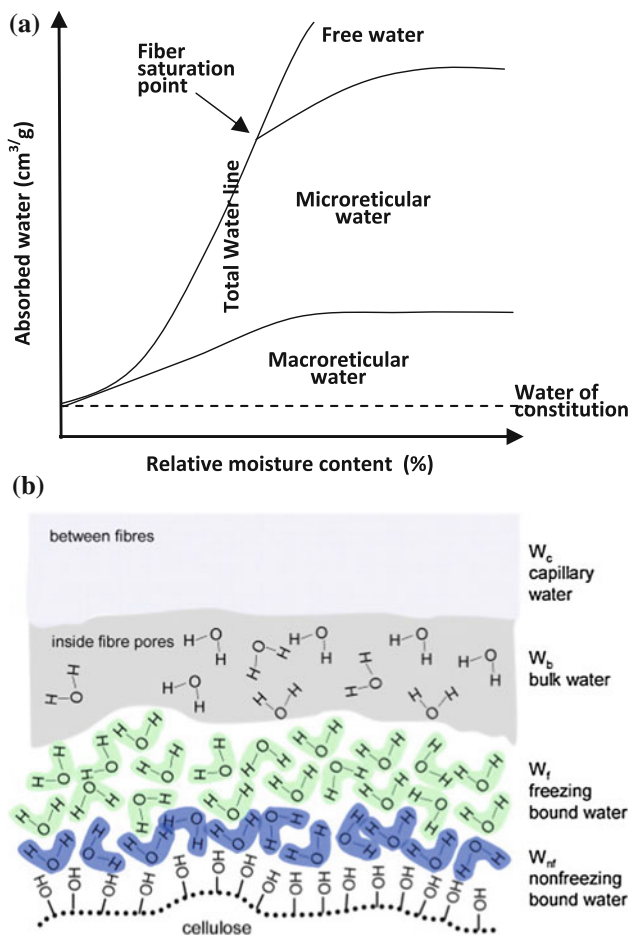 (a)
Free water
Fiber
saturation
point
Absorbed water (cm³/g)
Total Water line
Microreticular
water
Macroreticular
water
Water of
constitution
Relative moisture content (%)
(b)
between fibres
W_c
capillary
water
inside fibre pores
W_b
bulk water
W_f
freezing
bound water
W_nf
nonfreezing
bound water
cellulose